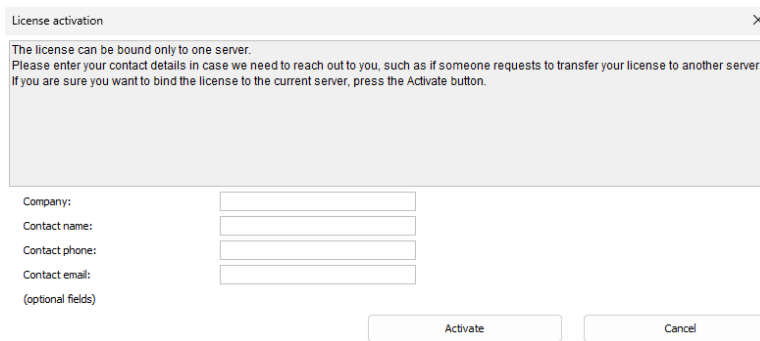 License activation
The license can be bound only to one server.
Please enter your contact details in case we need to reach out to you, such as if someone requests to transfer your license to another server
If you are sure you want to bind the license to the current server, press the Activate button.
Company:
Contact name:
Contact phone:
Contact email:
(optional fields)
Activate
Cancel